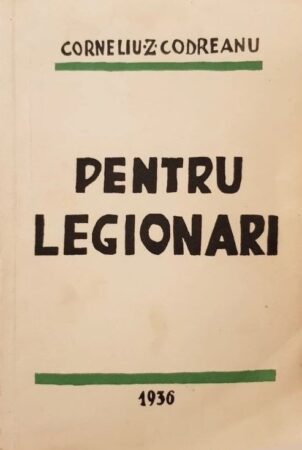 CORNELIU·Z·CODREANU
PENTRU
LEGIONARI
1936